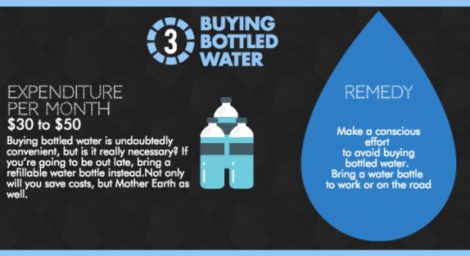 3
BUYING
BOTTLED
WATER
EXPENDITURE
PER MONTH
$30 to $50
Buying bottled water is undoubtedly
convenient, but is it really necessary? If
you're going to be out late, bring a
refillable water bottle instead.Not only
will you save costs, but Mother Earth as
well.
REMEDY
Make a conscious
effort
to avoid buying
bottled water.
Bring a water bottle
to work or on the road